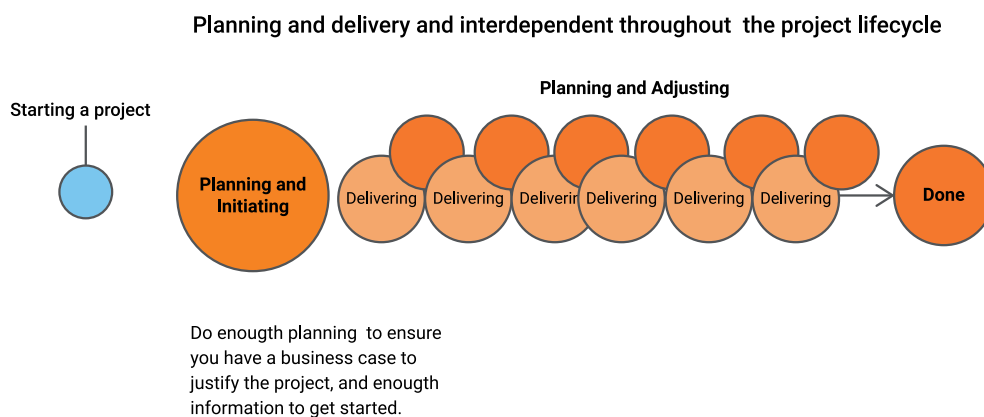 Planning and delivery and interdependent throughout the project lifecycle
Planning and Adjusting
Starting a project
Planning and
Initiating
Delivering
Delivering
Delivering
Delivering
Delivering
Delivering
Done
Do enougth planning to ensure
you have a business case to
justify the project, and enougth
information to get started.